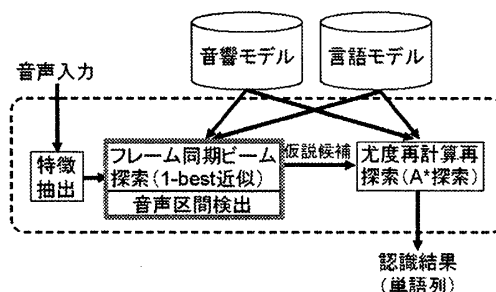 音響モデル
言語モデル
音声入力
特徴
抽出
フレーム同期ビーム
探索(1-best近似)
音声区間検出
仮説候補
尤度再計算再
探索(A*探索)
認識結果
(単語列)